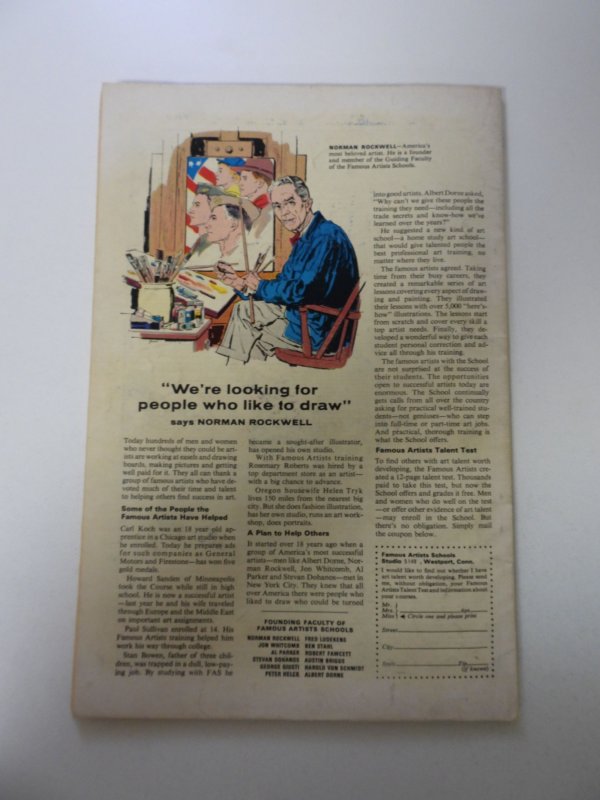 NORMAN ROCKWELL—America's
most beloved artist. He is a founder
and member of the Guiding Faculty
of the Famous Artists Schools.
"We're looking for
people who like to draw"
says NORMAN ROCKWELL
Today hundreds of men and women
who never thought they could be art-
ists are working at easels and drawing
boards, making pictures and getting
well paid for it. They all can thank a
group of famous artists who have de-
voted much of their time and talent
to helping others find success in art.
Some of the People the
Famous Artists Have Helped
Carl Koch was an 18 year old ap-
prentice in a Chicago art studio when
he enrolled. Today he prepares ads
for such companies as General
Motors and Firestone—has won five
gold medals.
Howard Sanden of Minneapolis
took the Course while still in high
school. He is now a successful artist
—last year he and his wife traveled
through Europe and the Middle East
on important art assignments.
Paul Sullivan enrolled at 14. His
Famous Artists training helped him
work his way through college.
Stan Bowen, father of three chil-
dren, was trapped in a dull, low-pay-
ing job. By studying with FAS he
became a sought-after illustrator,
has opened his own studio.
With Famous Artists training
Rosemary Roberts was hired by a
top department store as an artist—
with a big chance to advance.
Oregon housewife Helen Tryk
lives 150 miles from the nearest big
city. But she does fashion illustration,
has her own studio, runs an art work-
shop, does portraits.
A Plan to Help Others
It started over 18 years ago when a
group of America's most successful
artists—men like Albert Dorne, Nor-
man Rockwell, Jon Whitcomb, Al
Parker and Stevan Dohanos—met in
New York City. They knew that all
over America there were people who
liked to draw who could be turned
FOUNDING FACULTY OF
FAMOUS ARTISTS SCHOOLS
NORMAN ROCKWELL FRED LUDEKENS
JON WHITCOMB BEN STAHL
AL PARKER ROBERT FAWCETT
STEVAN DOHANOS AUSTIN BRIGGS
GEORGE GIUSTI HAROLD VON SCHMIDT
PETER HELCK ALBERT DORNE
into good artists. Albert Dorne asked,
"Why can't we give these people the
training they need—including all the
trade secrets and know-how we've
learned over the years?"
He suggested a new kind of art
school—a home study art school—
that would give talented people the
best professional art training, no
matter where they live.
The famous artists agreed. Taking
time from their busy careers, they
created a remarkable series of art
lessons covering every aspect of draw-
ing and painting. They illustrated
their lessons with over 5,000 "here's-
how" illustrations. The lessons start
from scratch and cover every skill a
top artist needs. Finally, they de-
veloped a wonderful way to give each
student personal correction and ad-
vice all through his training.
The famous artists with the School
are not surprised at the success of
their students. The opportunities
open to successful artists today are
enormous. The School continually
gets calls from all over the country
asking for practical well-trained stu-
dents—not geniuses—who can step
into full-time or part-time art jobs.
And practical, thorough training is
what the School offers.
Famous Artists Talent Test
To find others with art talent worth
developing, the Famous Artists cre-
ated a 12-page talent test. Thousands
paid to take this test, but now the
School offers and grades it free. Men
and women who do well on the test
—or offer other evidence of art talent
—may enroll in the School. But
there's no obligation. Simply mail
the coupon below.
Famous Artists Schools
Studio 5140, Westport, Conn.
I would like to find out whether I have
art talent worth developing. Please send
me, without obligation, your Famous
Artists Talent Test and information about
your courses.
Mr.
Mrs. Age
Miss Circle one and please print
Street
City
State Zip
(if known)